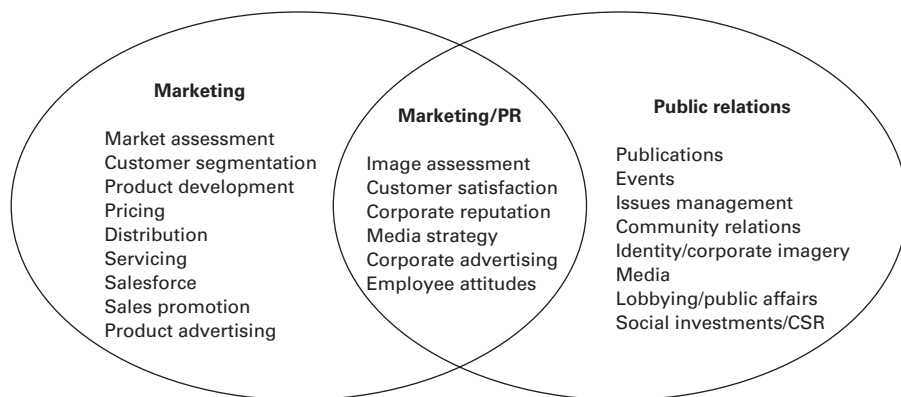 Marketing
Market assessment
Customer segmentation
Product development
Pricing
Distribution
Servicing
Salesforce
Sales promotion
Product advertising
Marketing/PR
Image assessment
Customer satisfaction
Corporate reputation
Media strategy
Corporate advertising
Employee attitudes
Public relations
Publications
Events
Issues management
Community relations
Identity/corporate imagery
Media
Lobbying/public affairs
Social investments/CSR